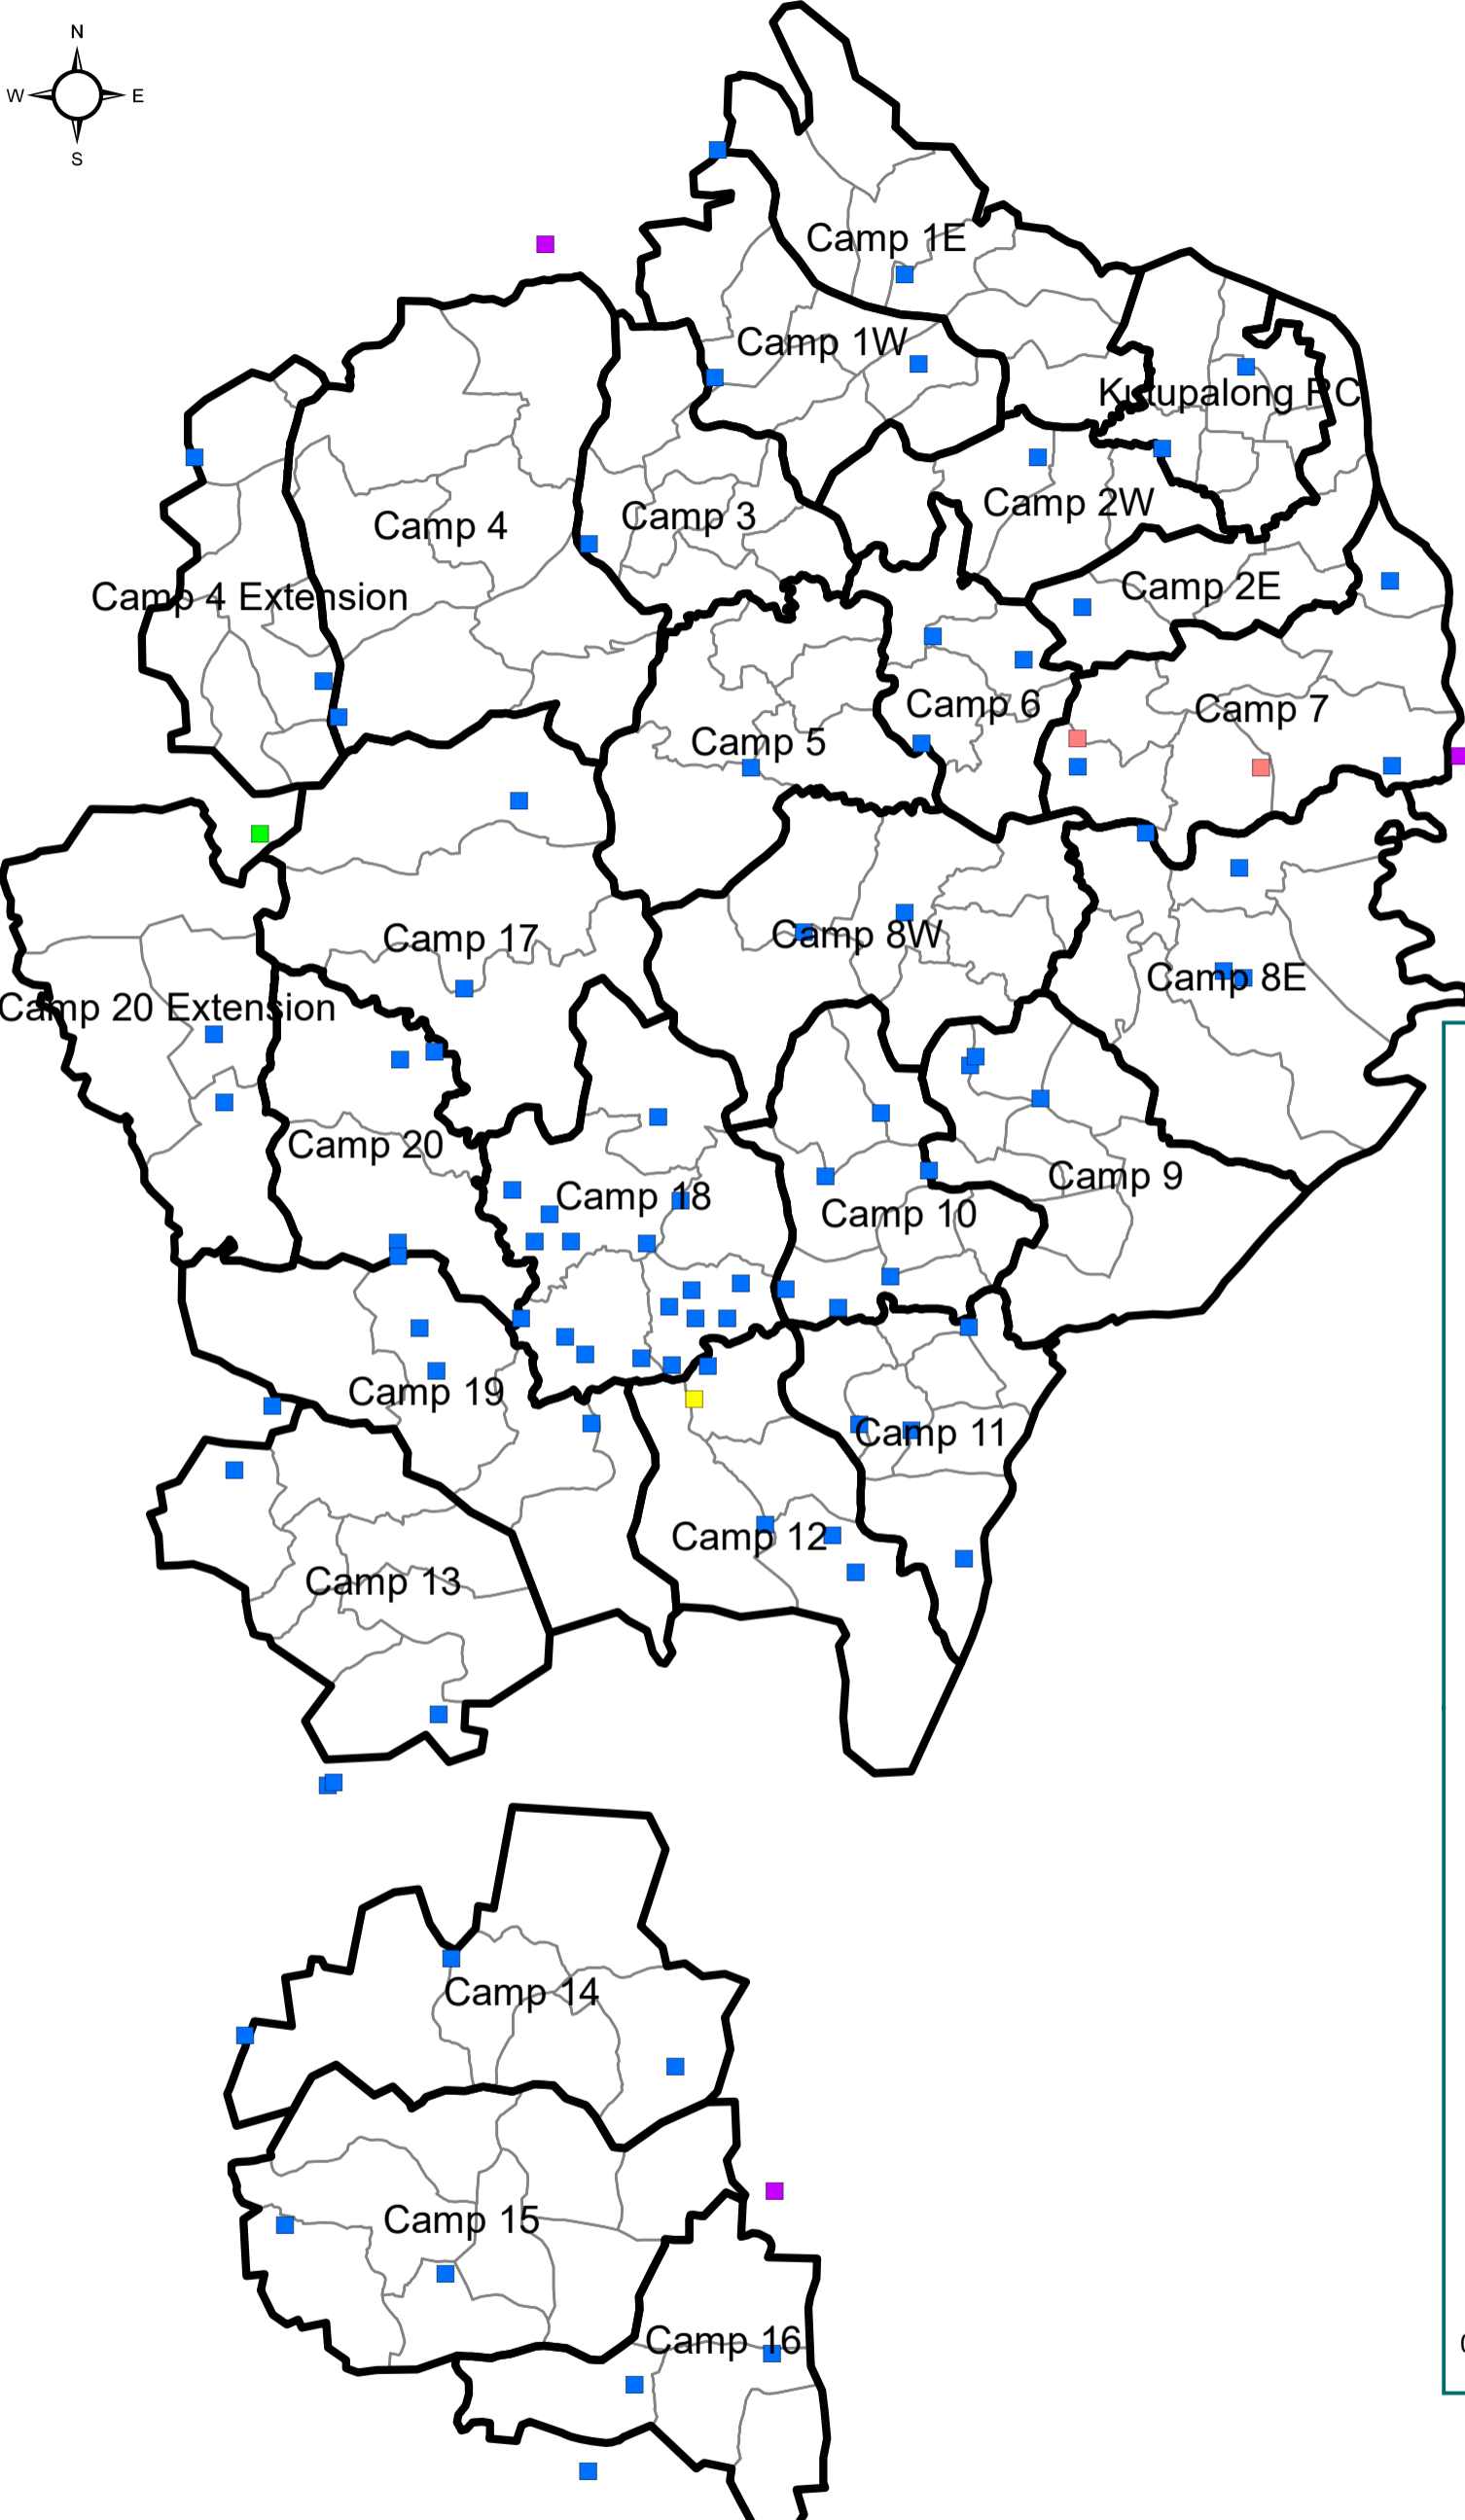 N
W E
S
Camp 1E
Camp 1W
Kutupalong RC
Camp 2W
Camp 3
Camp 4
Camp 2E
Camp 4 Extension
Camp 6
Camp 7
Camp 5
Camp 8W
Camp 17
Camp 8E
Camp 20 Extension
Camp 20
Camp 9
Camp 18
Camp 10
Camp 19
Camp 11
Camp 12
Camp 13
Camp 14
Camp 15
Camp 16